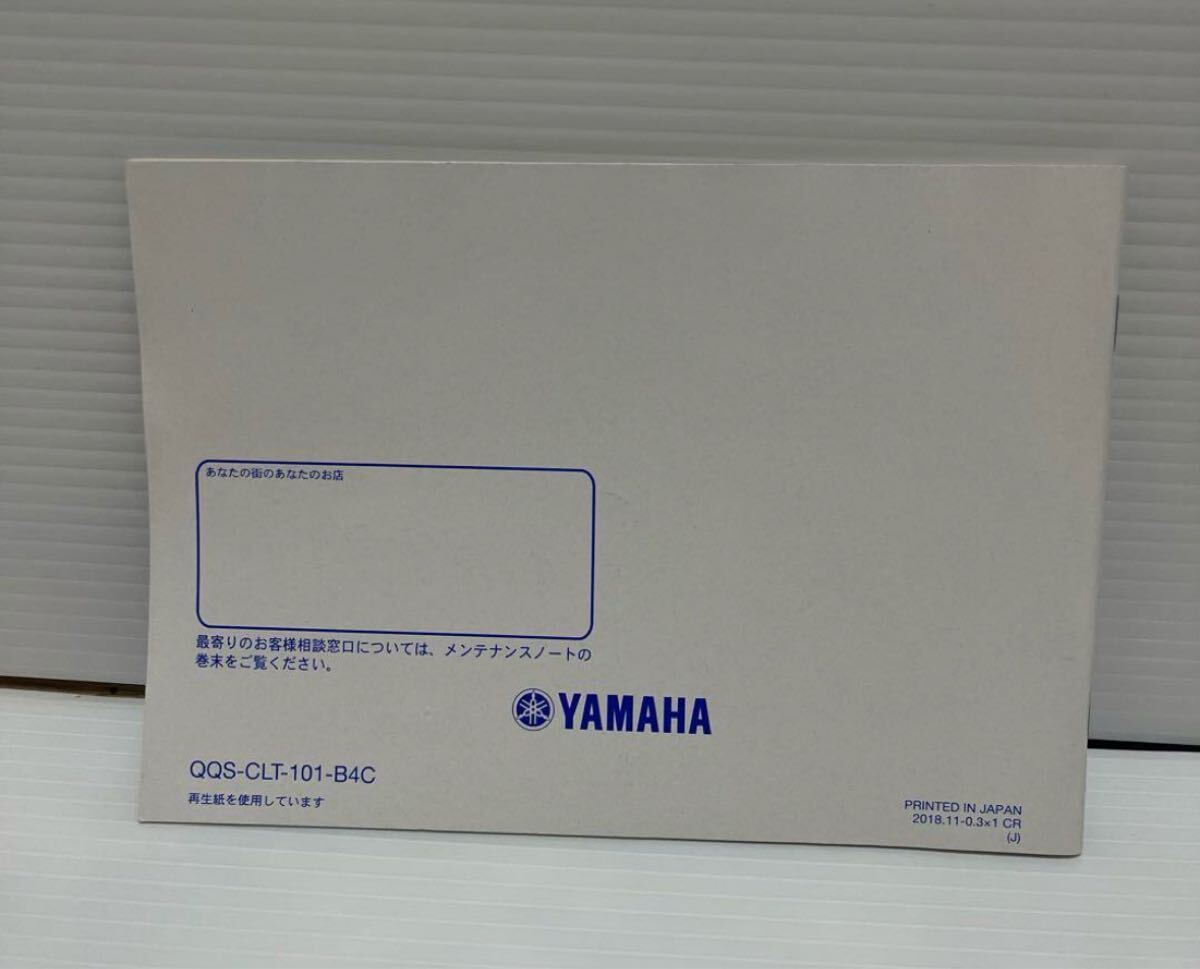 あなたの街のあなたのお店
最寄りのお客様相談窓口については、メンテナンスノートの
巻末をご覧ください。
YAMAHA
QQS-CLT-101-B4C
再生紙を使用しています
PRINTED IN JAPAN
2018.11-0.3×1 CR
(J)